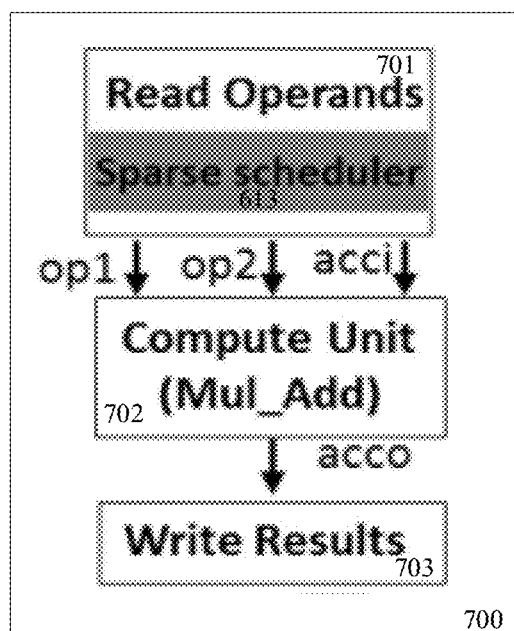 701
Read Operands
Sparse scheduler
613
op1 op2 acci
Compute Unit
(Mul_Add)
702
acco
Write Results
703
700